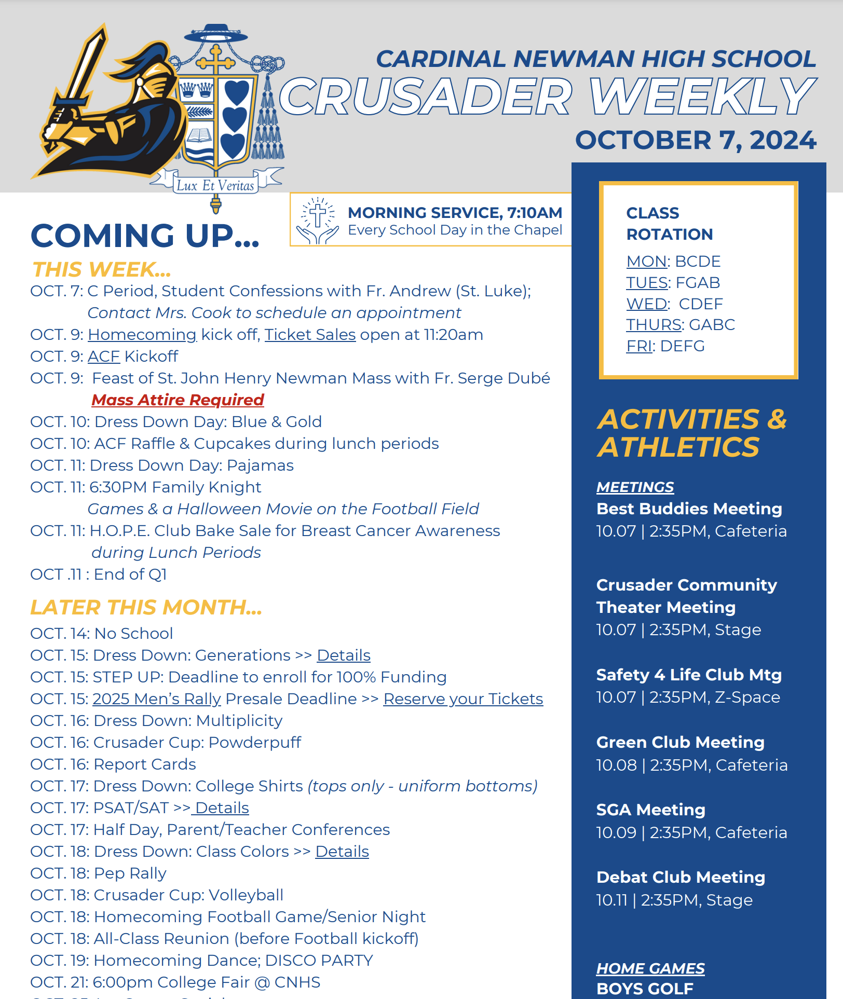 CARDINAL NEWMAN HIGH SCHOOL
CRUSADER WEEKLY
OCTOBER 7, 2024
Lux Et Veritas
MORNING SERVICE, 7:10AM
Every School Day in the Chapel
COMING UP...
THIS WEEK...
OCT. 7: C Period, Student Confessions with Fr. Andrew (St. Luke);
Contact Mrs. Cook to schedule an appointment
OCT. 9: Homecoming kick off, Ticket Sales open at 11:20am
OCT. 9: ACF Kickoff
OCT. 9: Feast of St. John Henry Newman Mass with Fr. Serge Dubé
Mass Attire Required
OCT. 10: Dress Down Day: Blue & Gold
OCT. 10: ACF Raffle & Cupcakes during lunch periods
OCT. 11: Dress Down Day: Pajamas
OCT. 11: 6:30PM Family Knight
Games & a Halloween Movie on the Football Field
OCT. 11: H.O.P.E. Club Bake Sale for Breast Cancer Awareness
during Lunch Periods
OCT .11 : End of Q1
LATER THIS MONTH...
OCT. 14: No School
OCT. 15: Dress Down: Generations >> Details
OCT. 15: STEP UP: Deadline to enroll for 100% Funding
OCT. 15: 2025 Men's Rally Presale Deadline >> Reserve your Tickets
OCT. 16: Dress Down: Multiplicity
OCT. 16: Crusader Cup: Powderpuff
OCT. 16: Report Cards
OCT. 17: Dress Down: College Shirts (tops only - uniform bottoms)
OCT. 17: PSAT/SAT >> Details
OCT. 17: Half Day, Parent/Teacher Conferences
OCT. 18: Dress Down: Class Colors >> Details
OCT. 18: Pep Rally
OCT. 18: Crusader Cup: Volleyball
OCT. 18: Homecoming Football Game/Senior Night
OCT. 18: All-Class Reunion (before Football kickoff)
OCT. 19: Homecoming Dance; DISCO PARTY
OCT. 21: 6:00pm College Fair @ CNHS
CLASS
ROTATION
MON: BCDE
TUES: FGAB
WED: CDEF
THURS: GABC
FRI: DEFG
ACTIVITIES &
ATHLETICS
MEETINGS
Best Buddies Meeting
10.07 | 2:35PM, Cafeteria
Crusader Community
Theater Meeting
10.07 | 2:35PM, Stage
Safety 4 Life Club Mtg
10.07 | 2:35PM, Z-Space
Green Club Meeting
10.08 | 2:35PM, Cafeteria
SGA Meeting
10.09 | 2:35PM, Cafeteria
Debat Club Meeting
10.11 | 2:35PM, Stage
HOME GAMES
BOYS GOLF